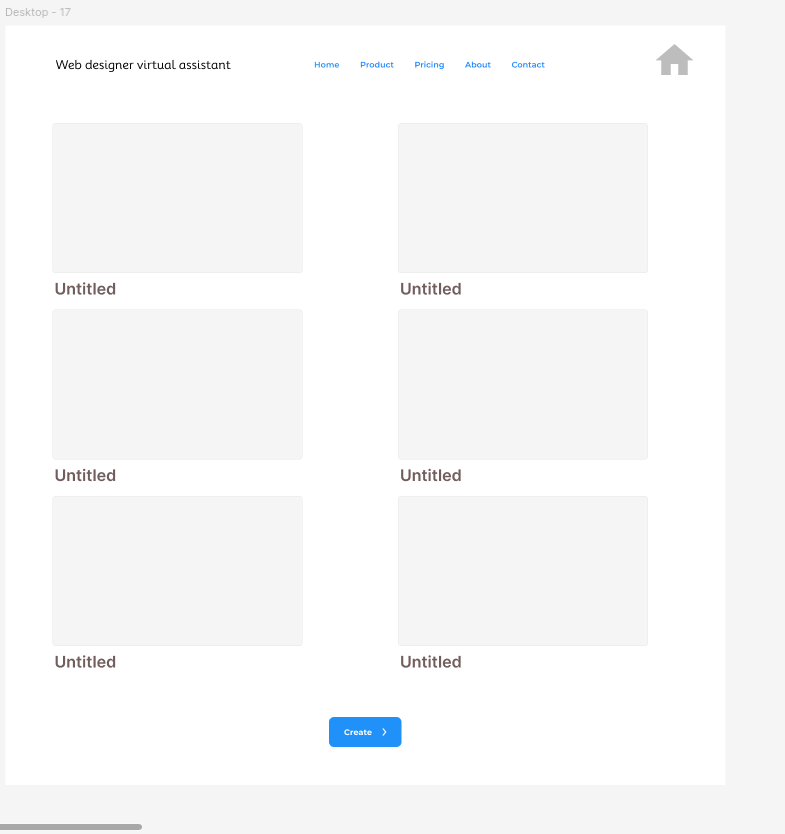 Desktop - 17
Web designer virtual assistant
Home Product Pricing About Contact
Untitled Untitled
Untitled Untitled
Untitled Untitled
Create